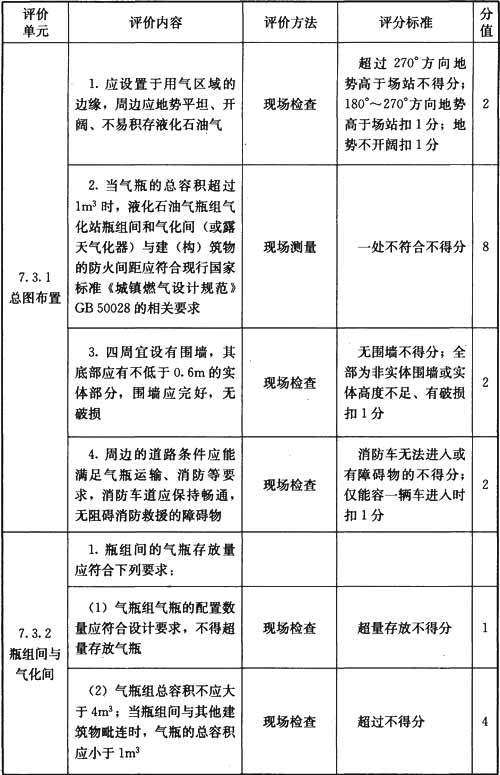 评价
单元
评价内容
评价方法
评分标准
分
值
7.3.1
总图布置
1. 应设置于用气区域的
边缘，周边应地势平坦、开
阔、不易积存液化石油气
现场检查
超过 270°方向地
势高于场站不得分；
180°～270°方向地势
高于场站扣 1 分；地
势不开阔扣 1 分
2
2. 当气瓶的总容积超过
1m³ 时，液化石油气瓶组气
化站瓶组间和气化间（或露
天气化器）与建（构）筑物
的防火间距应符合现行国家
标准《城镇燃气设计规范》
GB 50028 的相关要求
现场测量
一处不符合不得分
8
3. 四周宜设有围墙，其
底部应有不低于 0.6m 的实
体部分，围墙应完好，无
破损
现场检查
无围墙不得分；全
部为非实体围墙或实
体高度不足、有破损
扣 1 分
2
4. 周边的道路条件应能
满足气瓶运输、消防等要
求，消防车道应保持畅通，
无阻碍消防救援的障碍物
现场检查
消防车无法进入或
有障碍物的不得分；
仅能容一辆车进入时
扣 1 分
2
7.3.2
瓶组间与
气化间
1. 瓶组间的气瓶存放量
应符合下列要求：
（1）气瓶组气瓶的配置数
量应符合设计要求，不得超
量存放气瓶
现场检查
超量存放不得分
1
（2）气瓶组总容积不应大
于 4m³；当瓶组间与其他建
筑物毗连时，气瓶的总容积
应小于 1m³
现场检查
超过不得分
4